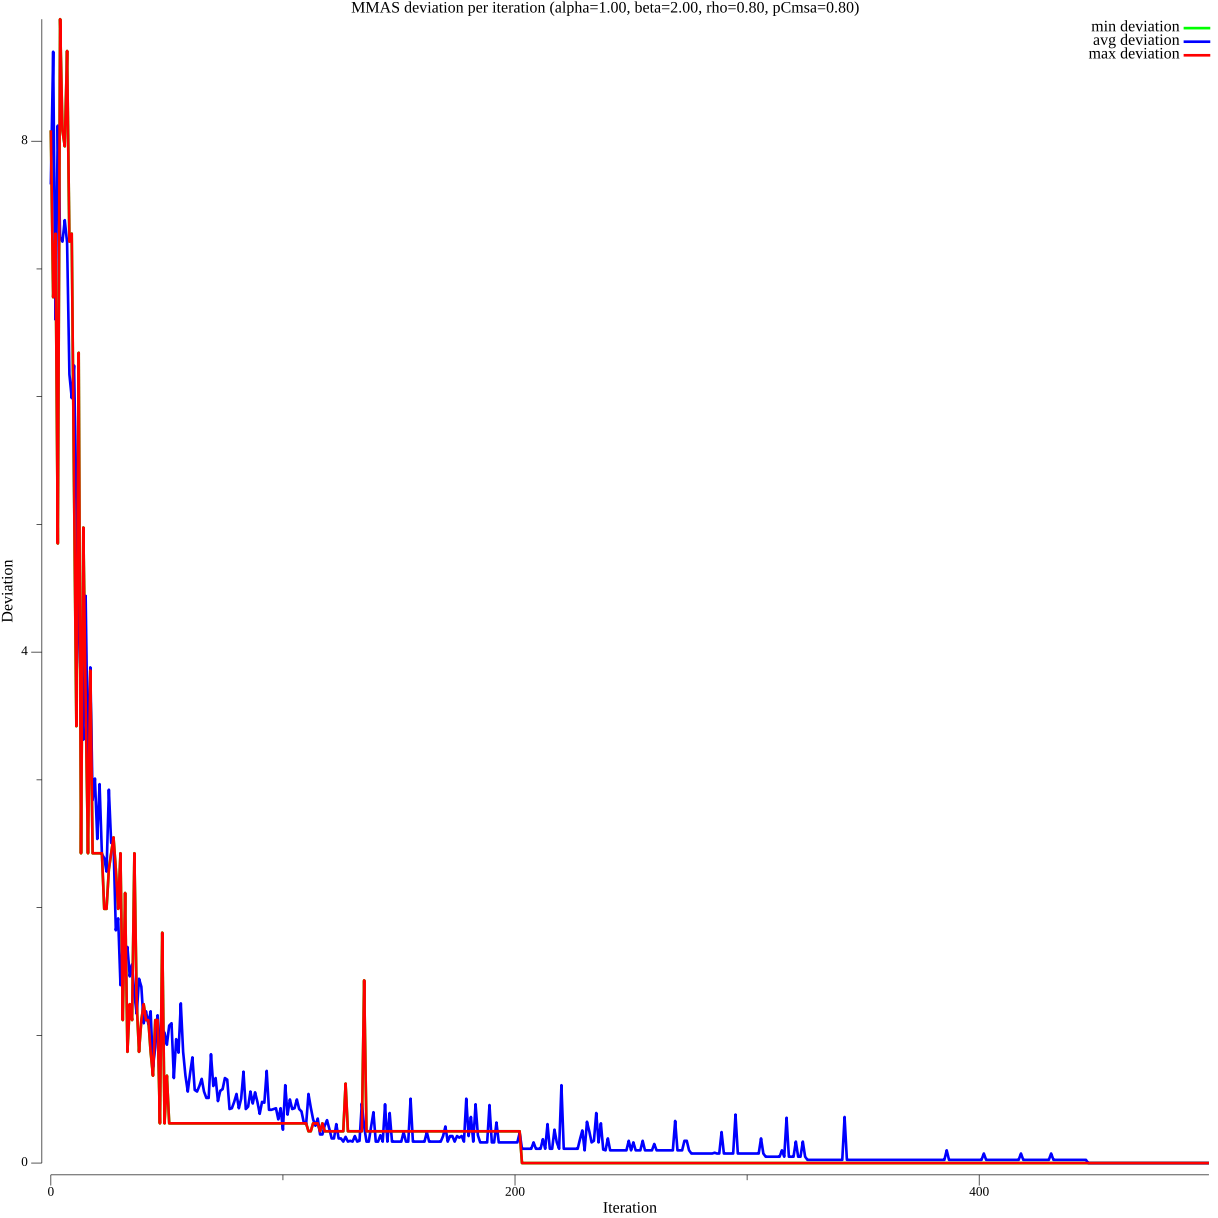 MMAS deviation per iteration (alpha=1.00, beta=2.00, rho=0.80, pCmsa=0.80)
min deviation
avg deviation
max deviation
8
4
0
Deviation
0
200
400
Iteration